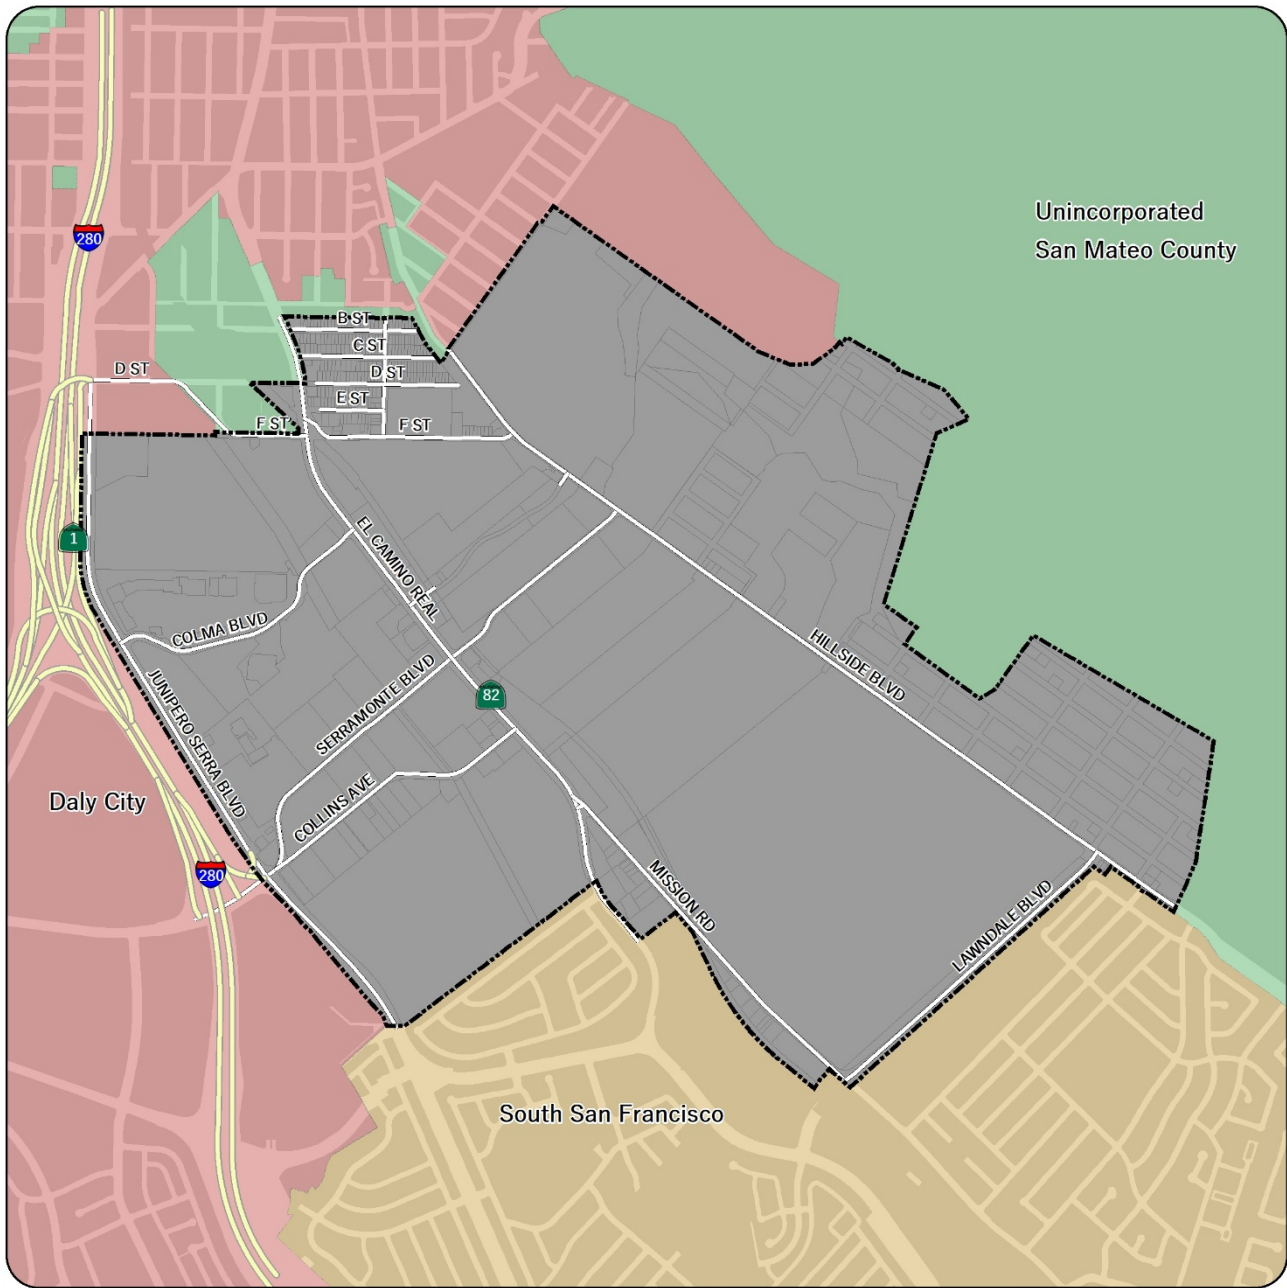 Unincorporated
San Mateo County
280
B ST
C ST
D ST
D ST
E ST
F ST
F ST
1
EL CAMINO REAL
COLMA BLVD
HILLSIDE BLVD
JUNIPERO SERRA BLVD
SERRAMONTE BLVD
82
Daly City
COLLINS AVE
280
MISSION RD
LAWNDALE BLVD
South San Francisco